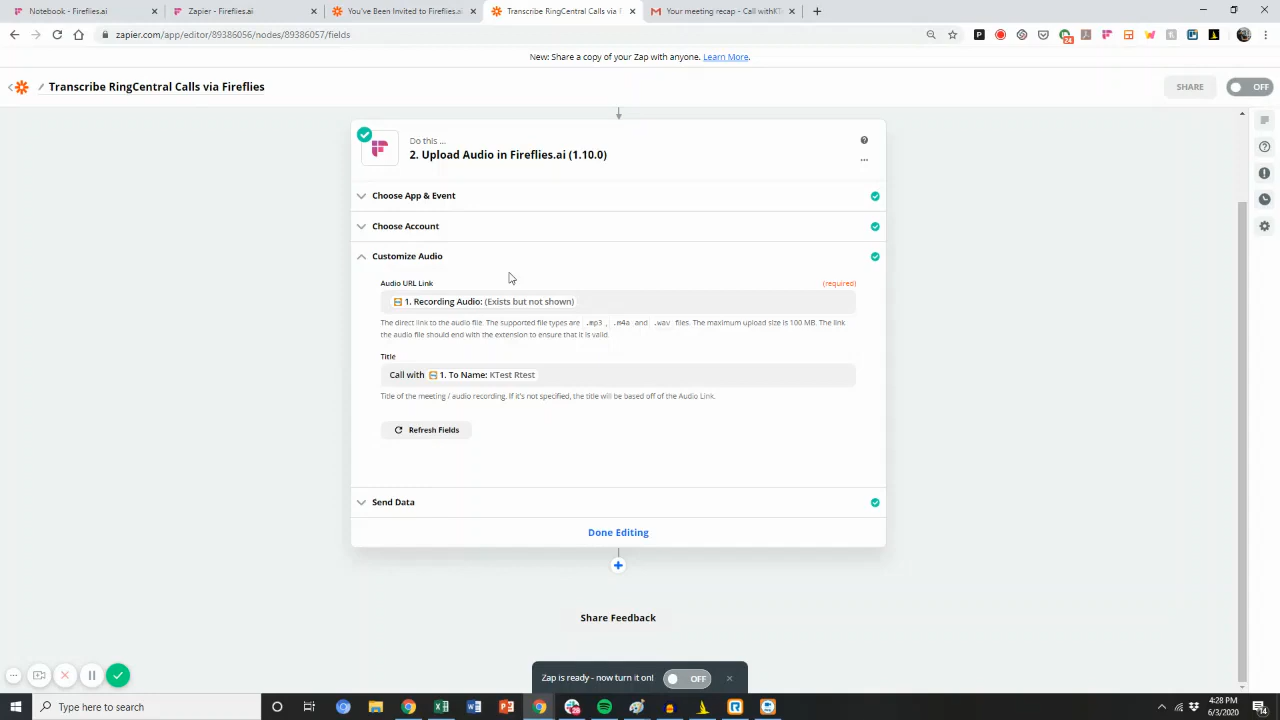 Notebook - Fireflies.ai
Zapier - Fireflies.ai
You've Been Invited to Fireflies.ai
Transcribe RingCentral Calls via F
Your meeting recap - Call withKT
zapier.com/app/editor/89386056/nodes/89386057/fields
24
New: Share a copy of your Zap with anyone. Learn More.
Transcribe RingCentral Calls via Fireflies
SHARE
OFF
Do this ...
2. Upload Audio in Fireflies.ai (1.10.0)
Choose App & Event
Choose Account
Customize Audio
Audio URL Link
(required)
1. Recording Audio: (Exists but not shown)
The direct link to the audio file. The supported file types are .mp3 , .m4a and .wav files. The maximum upload size is 100 MB. The link
the audio file should end with the extension to ensure that it is valid.
Title
Call with 1. To Name: KTest Rtest
Title of the meeting / audio recording. If it's not specified, the title will be based off of the Audio Link.
Refresh Fields
Send Data
Done Editing
Share Feedback
Zap is ready - now turn it on!
OFF
Type here to search
4:28 PM
6/3/2020